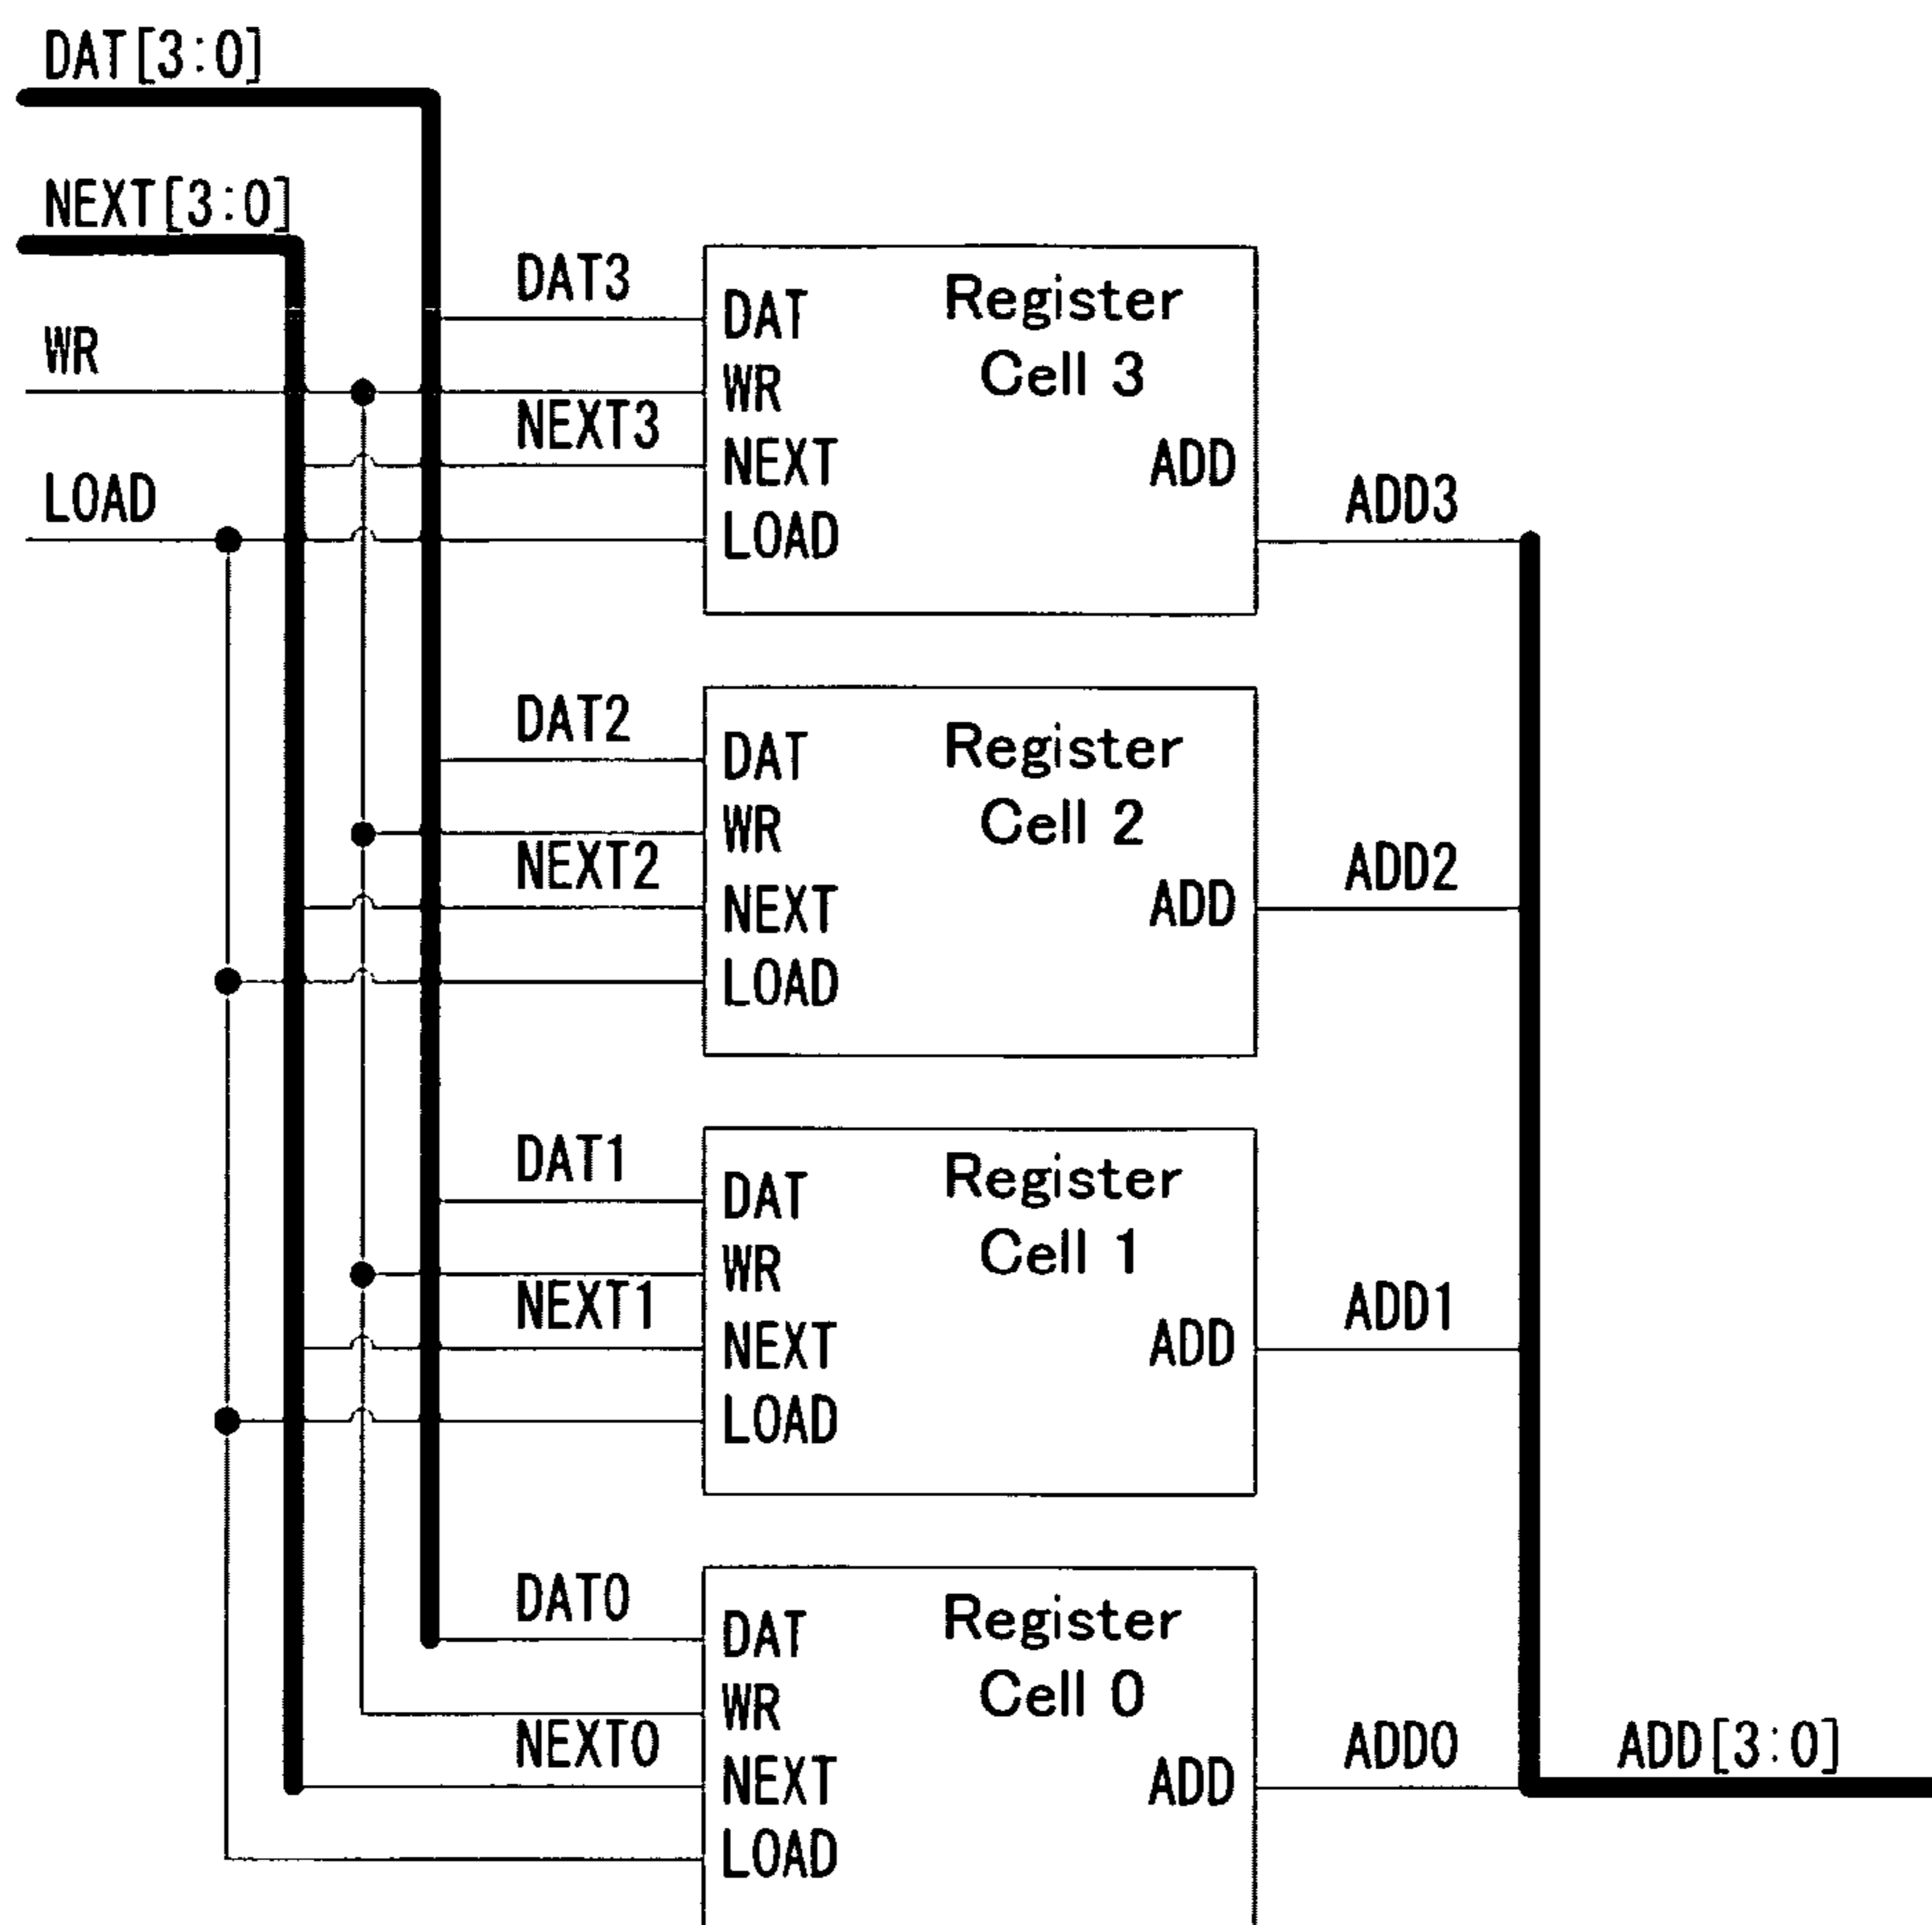 DAT[3:0]
NEXT[3:0]
WR
LOAD
DAT3
NEXT3
DAT
WR
NEXT
LOAD
Register
Cell 3
ADD
ADD3
DAT2
NEXT2
DAT
WR
NEXT
LOAD
Register
Cell 2
ADD
ADD2
DAT1
NEXT1
DAT
WR
NEXT
LOAD
Register
Cell 1
ADD
ADD1
DAT0
NEXT0
DAT
WR
NEXT
LOAD
Register
Cell 0
ADD
ADD0
ADD[3:0]